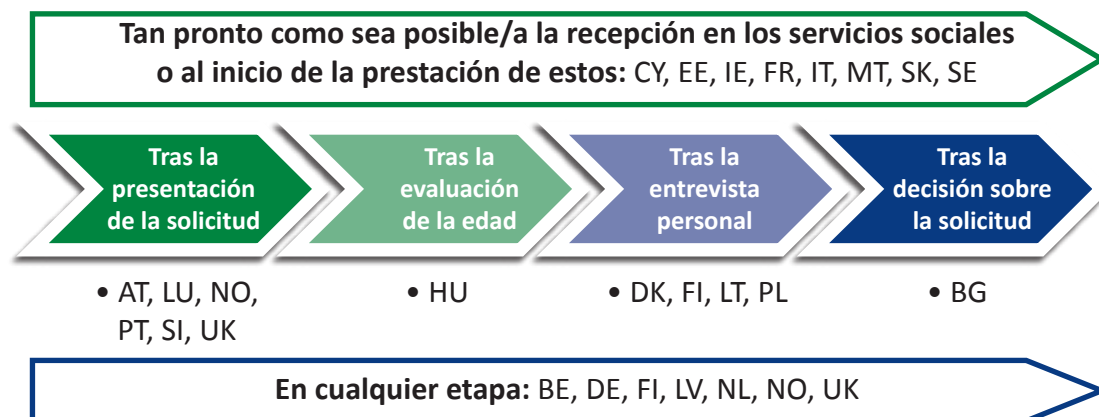 Tan pronto como sea posible/a la recepción en los servicios sociales
o al inicio de la prestación de estos: CY, EE, IE, FR, IT, MT, SK, SE
Tras la
presentación
de la solicitud
Tras la
evaluación
de la edad
Tras la
entrevista
personal
Tras la
decisión sobre
la solicitud
• AT, LU, NO,
PT, SI, UK
• HU
• DK, FI, LT, PL
• BG
En cualquier etapa: BE, DE, FI, LV, NL, NO, UK